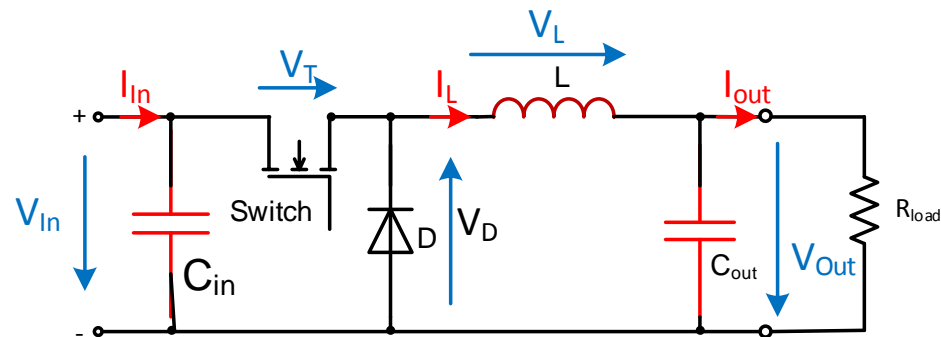 V_L
V_T
L
I_In
I_L
I_out
+
V_In
Switch
D
V_D
C_in
C_out
V_Out
R_load
-